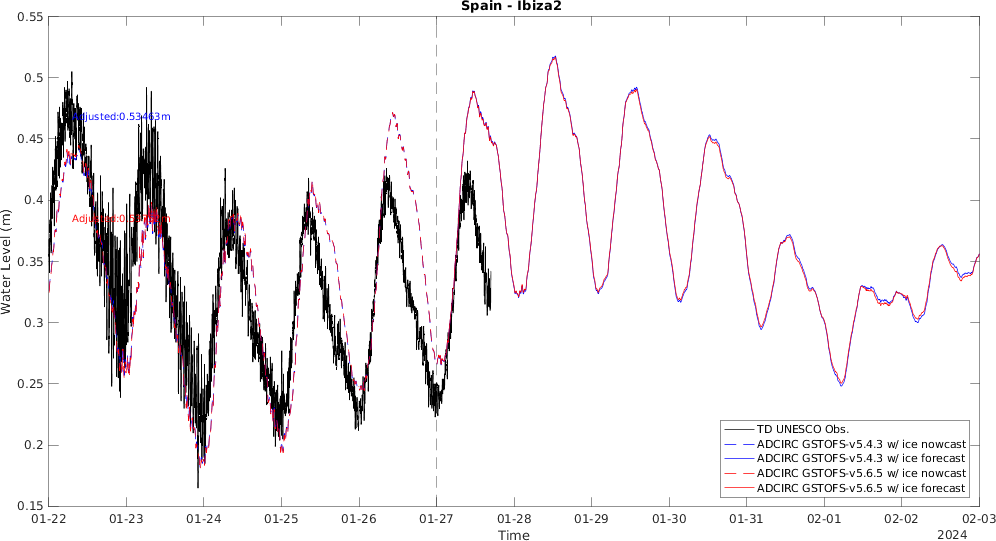 Spain - Ibiza2
0.55
0.5
0.45
0.4
0.35
0.3
0.25
0.2
0.15
Water Level (m)
Adjusted:0.53463m
01-22
01-23
01-24
01-25
01-26
01-27
01-28
01-29
01-30
01-31
02-01
02-02
02-03
Time
2024
TD UNESCO Obs.
ADCIRC GSTOFS-v5.4.3 w/ ice nowcast
ADCIRC GSTOFS-v5.4.3 w/ ice forecast
ADCIRC GSTOFS-v5.6.5 w/ ice nowcast
ADCIRC GSTOFS-v5.6.5 w/ ice forecast